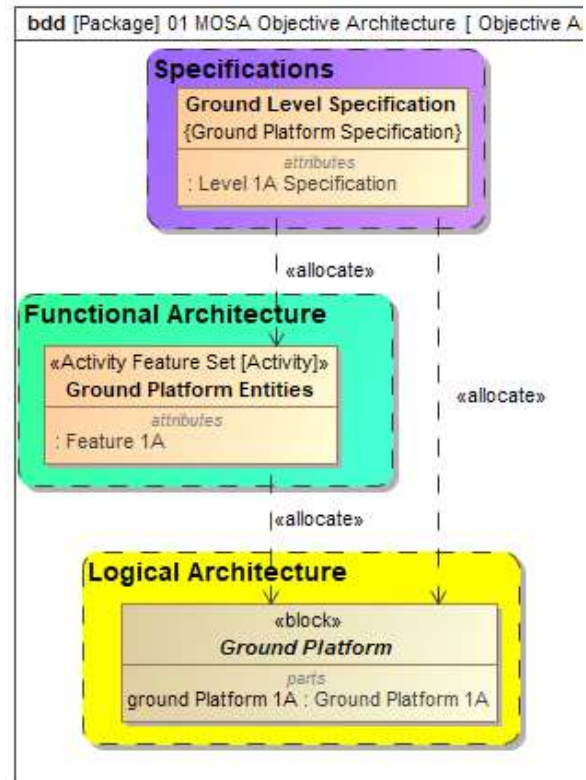 bdd [Package] 01 MOSA Objective Architecture [ Objective A
Specifications
Ground Level Specification
{Ground Platform Specification}
attributes
: Level 1A Specification
«allocate»
Functional Architecture
«Activity Feature Set [Activity]»
Ground Platform Entities
attributes
: Feature 1A
«allocate»
«allocate»
Logical Architecture
«block»
Ground Platform
parts
ground Platform 1A : Ground Platform 1A